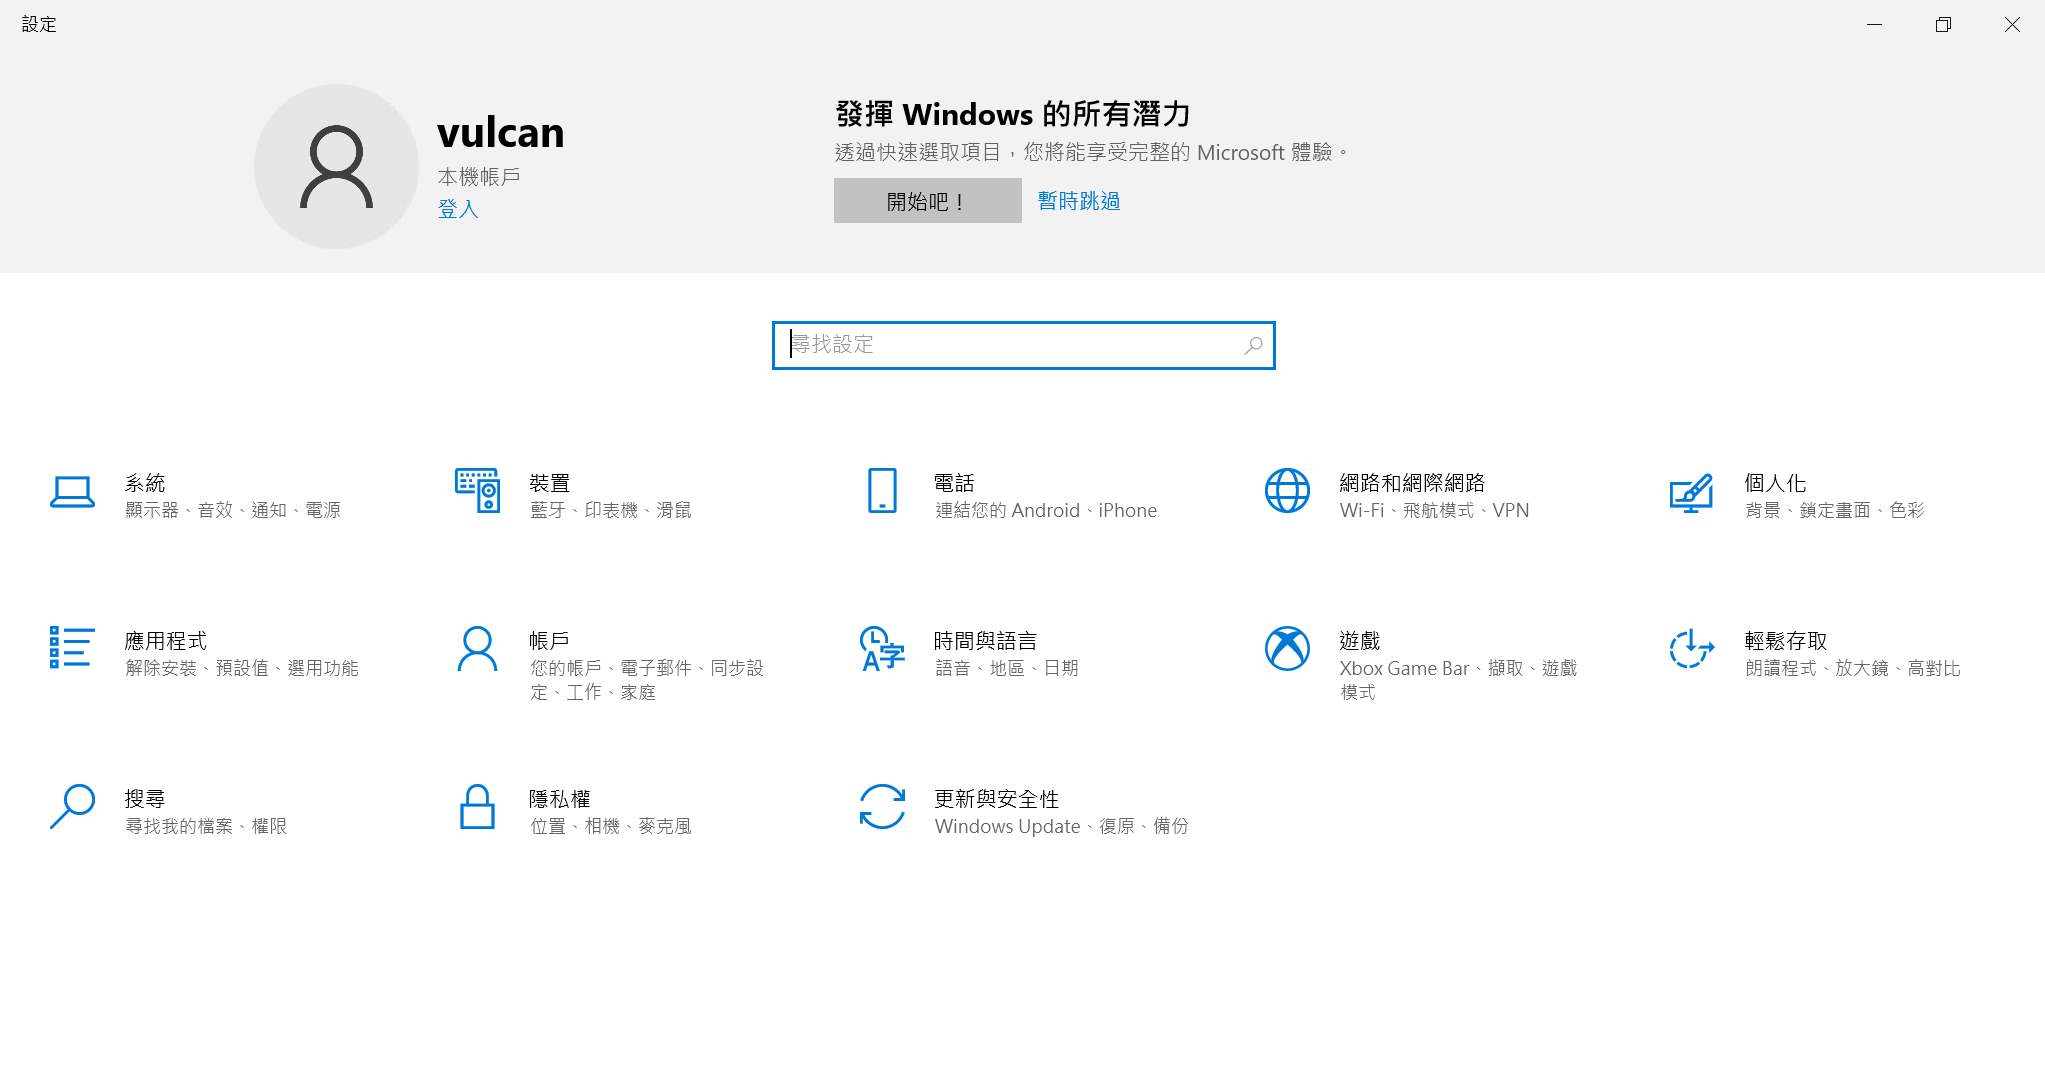 設定
vulcan
本機帳戶
登入
發揮 Windows 的所有潛力
透過快速選取項目，您將能享受完整的 Microsoft 體驗。
開始吧！
暫時跳過
尋找設定
系統
顯示器、音效、通知、電源
裝置
藍牙、印表機、滑鼠
電話
連結您的 Android、iPhone
網路和網際網路
Wi-Fi、飛航模式、VPN
個人化
背景、鎖定畫面、色彩
應用程式
解除安裝、預設值、選用功能
帳戶
您的帳戶、電子郵件、同步設
定、工作、家庭
時間與語言
語音、地區、日期
遊戲
Xbox Game Bar、擷取、遊戲
模式
輕鬆存取
朗讀程式、放大鏡、高對比
搜尋
尋找我的檔案、權限
隱私權
位置、相機、麥克風
更新與安全性
Windows Update、復原、備份